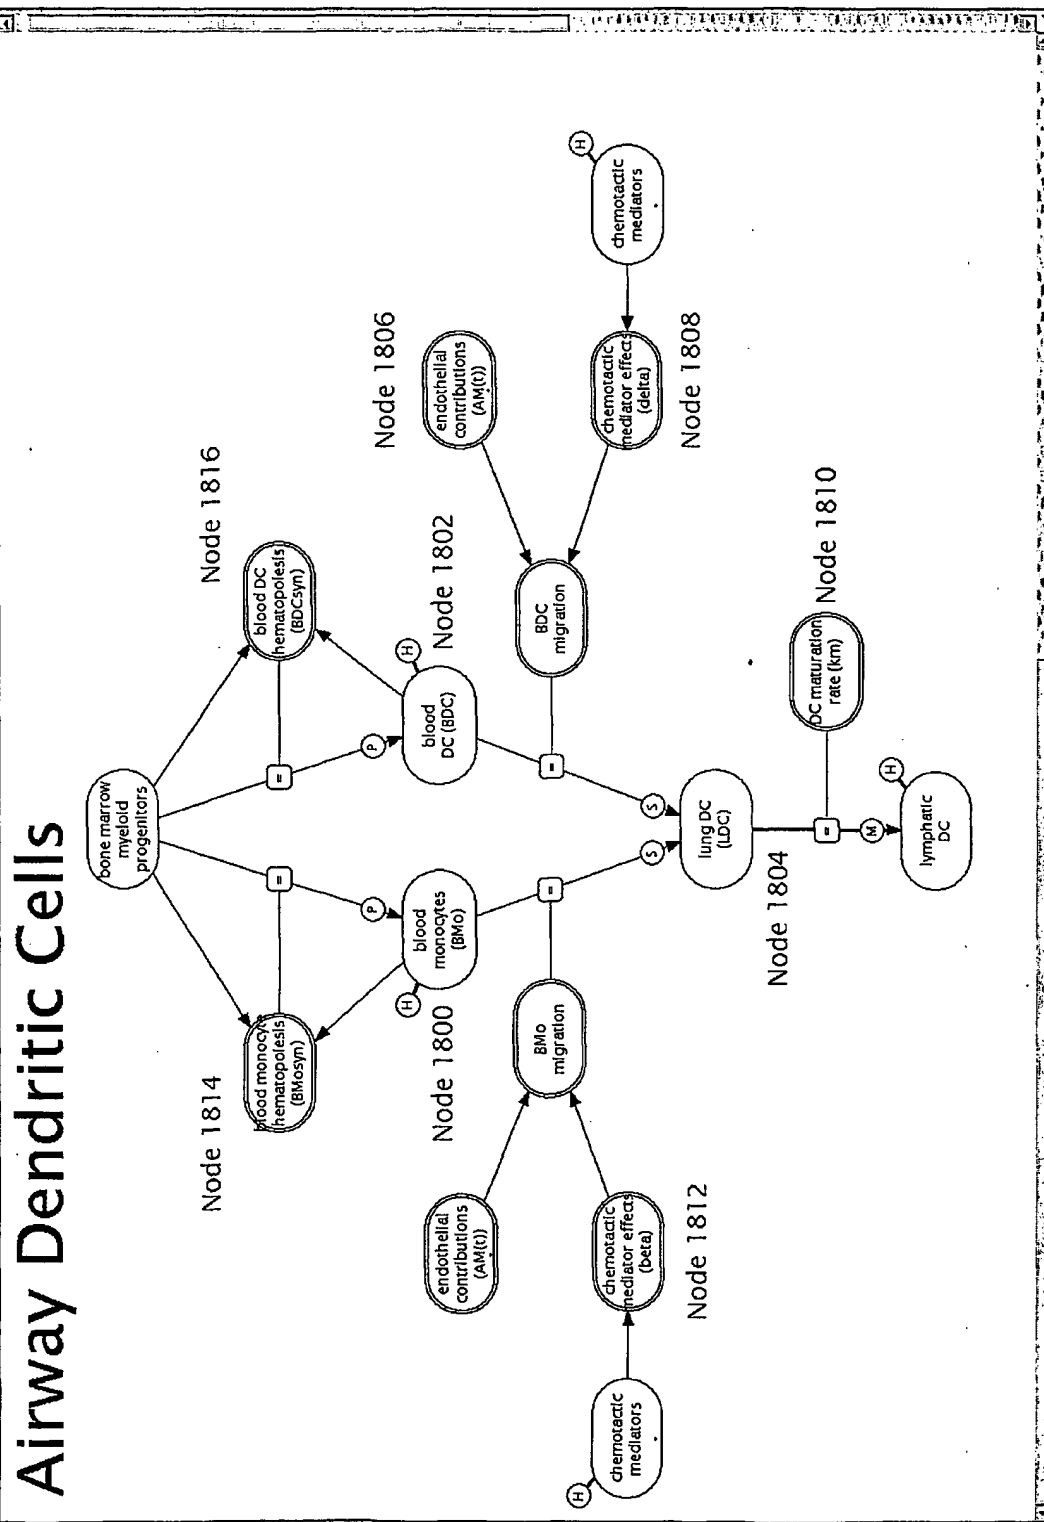 Airway Dendritic Cells
bone marrow
myeloid
progenitors
Node 1814
Node 1816
blood monocyte
hematopolesis
(BMosyn)
=
=
blood DC
hematopolesis
(BDCsyn)
P
P
H
blood
monocytes
(BMo)
blood
DC (BDC)
H
Node 1800
Node 1802
Node 1806
endothelial
contributions
(AM(t))
endothelial
contributions
(AM(t))
BMo
migration
=
=
BDC
migration
H
chemotactic
mediators
chemotactic
mediator effects
(beta)
S
S
chemotactic
mediator effects
(delta)
chemotactic
mediators
H
Node 1812
Node 1808
lung DC
(LDC)
Node 1804
=
DC maturation
rate (km)
Node 1810
M
H
lymphatic
DC